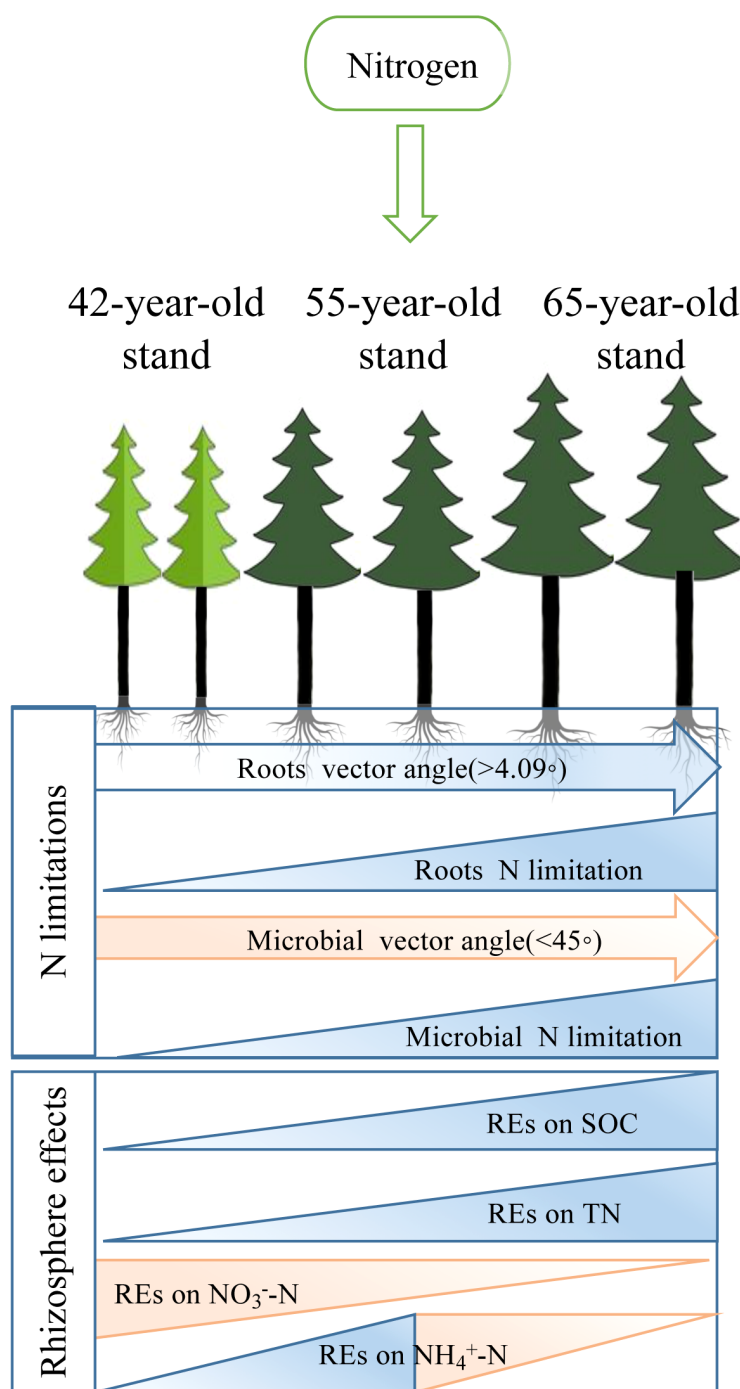 Nitrogen
42-year-old
stand
55-year-old
stand
65-year-old
stand
N limitations
Roots vector angle(>4.09°)
Roots N limitation
Microbial vector angle(<45°)
Microbial N limitation
Rhizosphere effects
REs on SOC
REs on TN
REs on NO₃⁻-N
REs on NH₄⁺-N